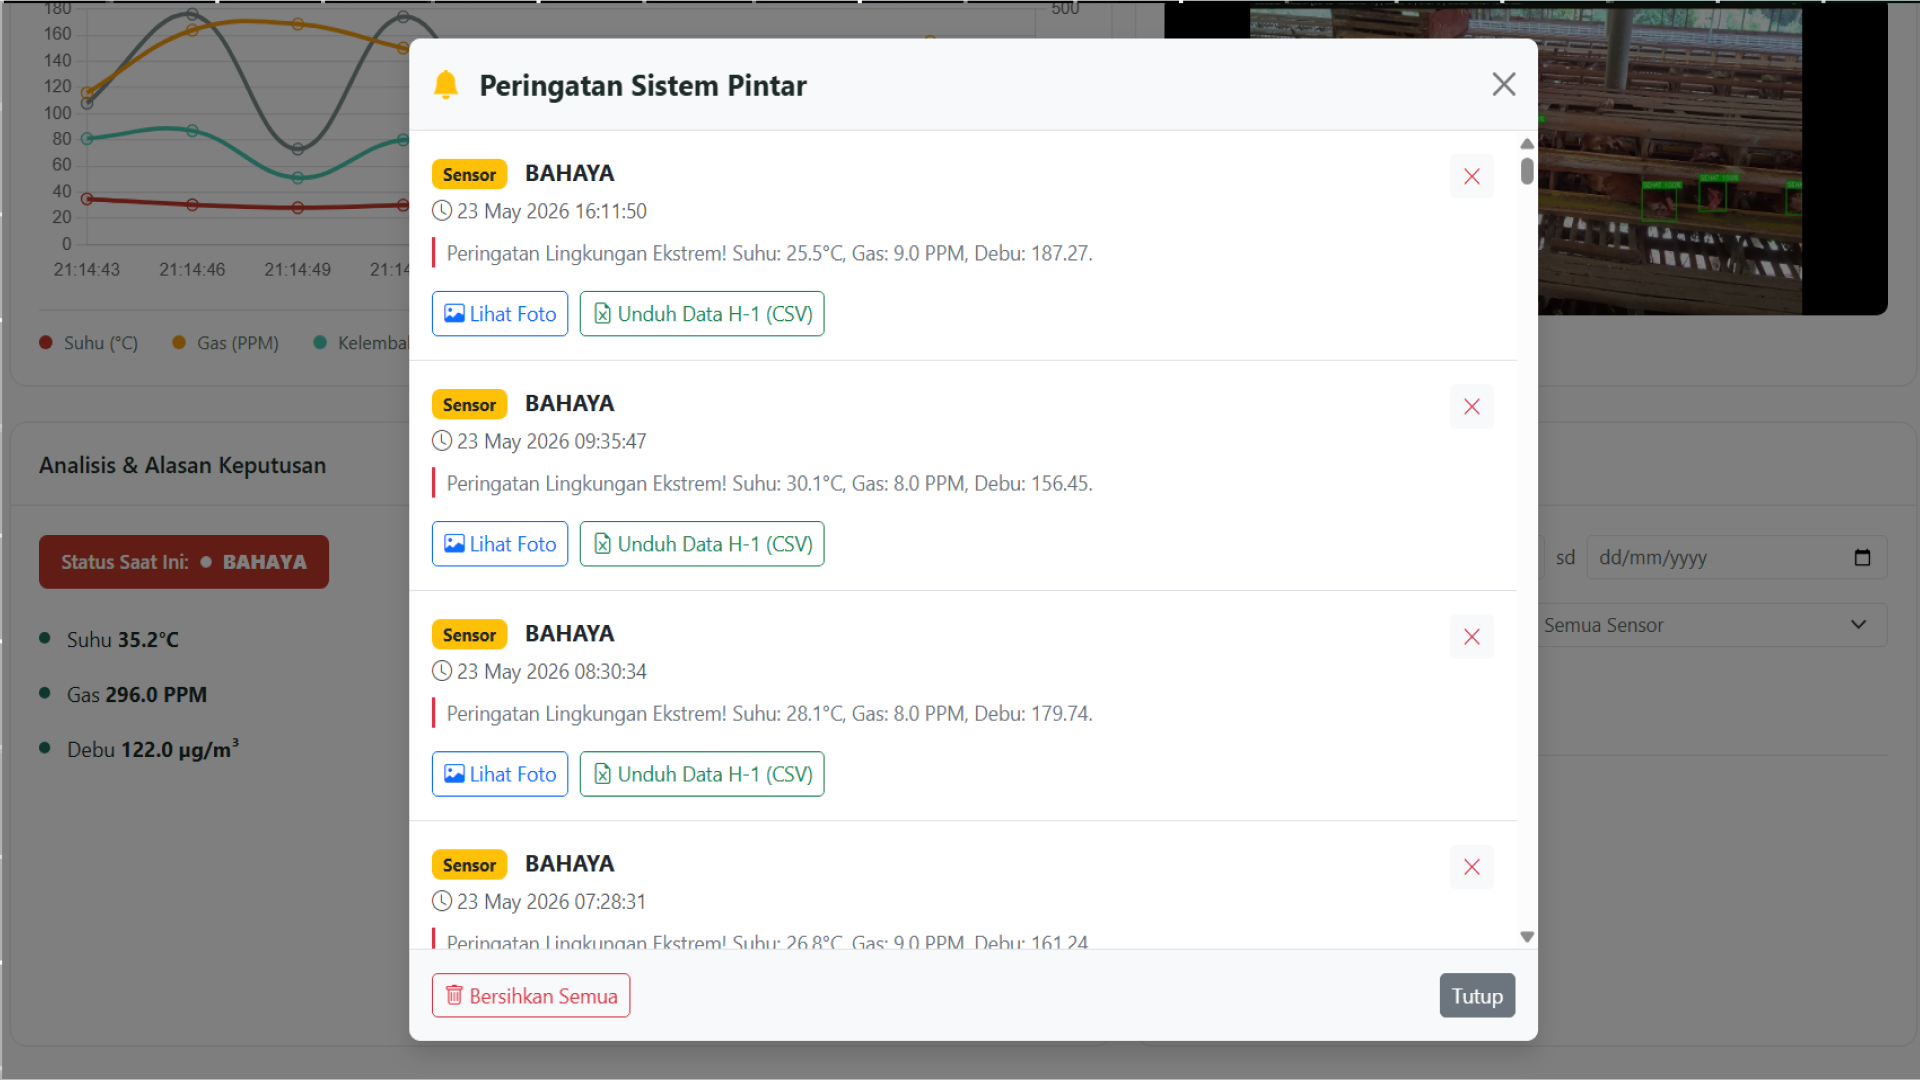 180
160
140
120
100
80
60
40
20
0
500
21:14:43
21:14:46
21:14:49
21:14
Suhu (°C)
Gas (PPM)
Kelembal
Analisis & Alasan Keputusan
Status Saat Ini: BAHAYA
Suhu 35.2°C
Gas 296.0 PPM
Debu 122.0 µg/m³
Peringatan Sistem Pintar
Sensor BAHAYA
23 May 2026 16:11:50
Peringatan Lingkungan Ekstrem! Suhu: 25.5°C, Gas: 9.0 PPM, Debu: 187.27.
Lihat Foto
Unduh Data H-1 (CSV)
Sensor BAHAYA
23 May 2026 09:35:47
Peringatan Lingkungan Ekstrem! Suhu: 30.1°C, Gas: 8.0 PPM, Debu: 156.45.
Lihat Foto
Unduh Data H-1 (CSV)
Sensor BAHAYA
23 May 2026 08:30:34
Peringatan Lingkungan Ekstrem! Suhu: 28.1°C, Gas: 8.0 PPM, Debu: 179.74.
Lihat Foto
Unduh Data H-1 (CSV)
Sensor BAHAYA
23 May 2026 07:28:31
Peringatan Lingkungan Ekstrem! Suhu: 26.8°C, Gas: 9.0 PPM, Debu: 161.24.
Bersihkan Semua
Tutup
SEHAT 100%
SEHAT 100%
sd
dd/mm/yyyy
Semua Sensor